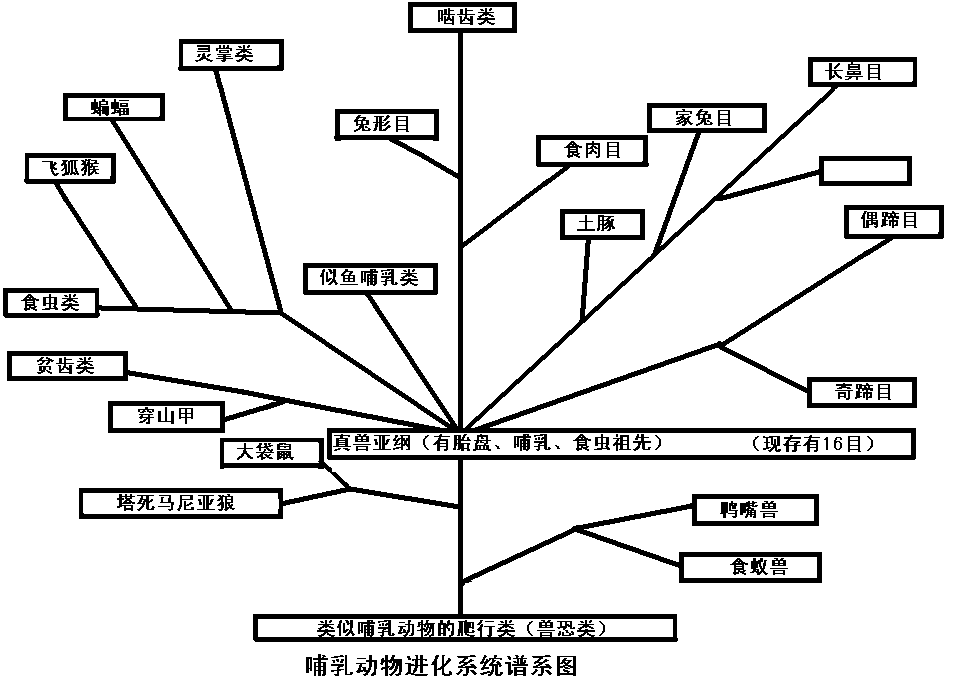 啮齿类
灵掌类
长鼻目
蝙蝠
兔形目
家兔目
食肉目
飞狐猴
土豚
偶蹄目
似鱼哺乳类
食虫类
贫齿类
奇蹄目
穿山甲
真兽亚纲（有胎盘、哺乳、食虫祖先） （现存有16目）
大袋鼠
塔死马尼亚狼
鸭嘴兽
食蚁兽
类似哺乳动物的爬行类（兽恐类）
哺乳动物进化系统谱系图